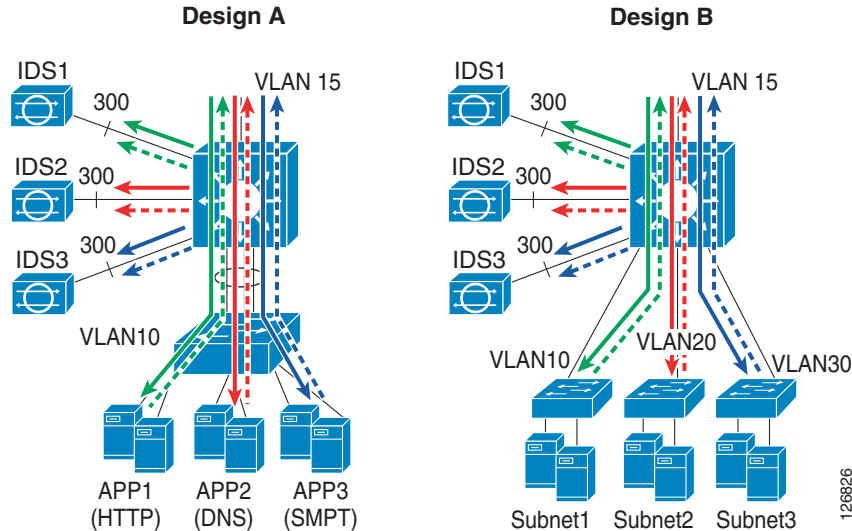 Design A
IDS1
300
VLAN 15
IDS2
300
IDS3
300
VLAN10
APP1
(HTTP)
APP2
(DNS)
APP3
(SMPT)
Design B
IDS1
300
VLAN 15
IDS2
300
IDS3
300
VLAN10
VLAN20
VLAN30
Subnet1
Subnet2
Subnet3
126826